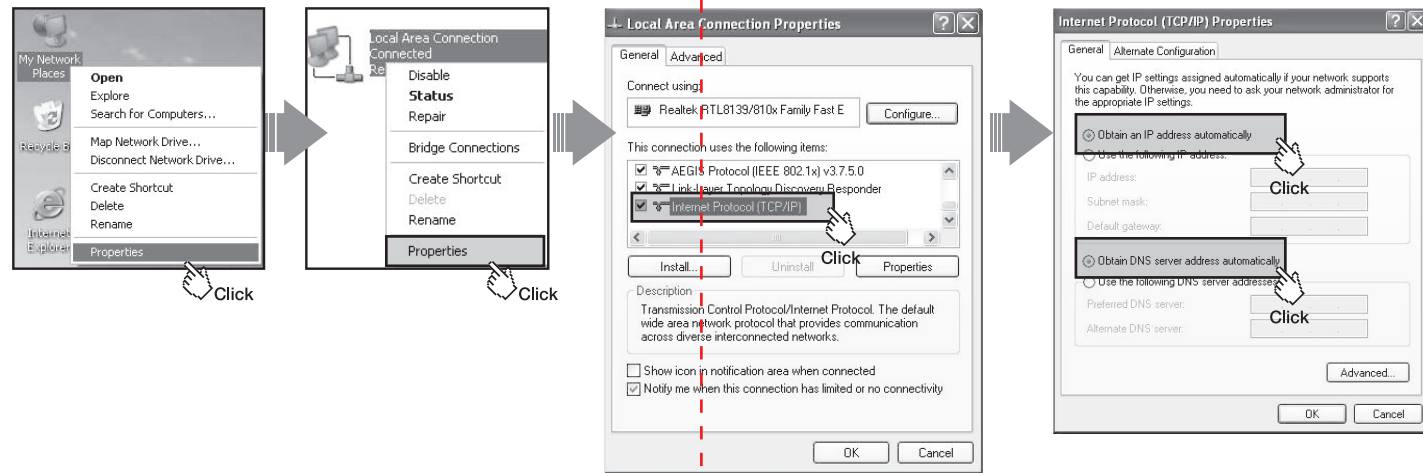 My Network
Places
Recycle B
Internet
Explorer
Open
Explore
Search for Computers...
Map Network Drive...
Disconnect Network Drive...
Create Shortcut
Delete
Rename
Properties
Click
Local Area Connection
Connected
Re
Disable
Status
Repair
Bridge Connections
Create Shortcut
Delete
Rename
Properties
Click
Local Area Connection Properties
General
Advanced
Connect using:
Realtek RTL8139/810x Family Fast E
Configure...
This connection uses the following items:
AEGIS Protocol (IEEE 802.1x) v3.7.5.0
Link-Layer Topology Discovery Responder
Internet Protocol (TCP/IP)
Click
Install...
Uninstall
Properties
Description
Transmission Control Protocol/Internet Protocol. The default
wide area network protocol that provides communication
across diverse interconnected networks.
Show icon in notification area when connected
Notify me when this connection has limited or no connectivity
OK
Cancel
Internet Protocol (TCP/IP) Properties
General
Alternate Configuration
You can get IP settings assigned automatically if your network supports
this capability. Otherwise, you need to ask your network administrator for
the appropriate IP settings.
Obtain an IP address automatically
Use the following IP address:
Click
IP address:
Subnet mask:
Default gateway:
Obtain DNS server address automatically
Use the following DNS server addresses
Click
Preferred DNS server:
Alternate DNS server:
Advanced...
OK
Cancel